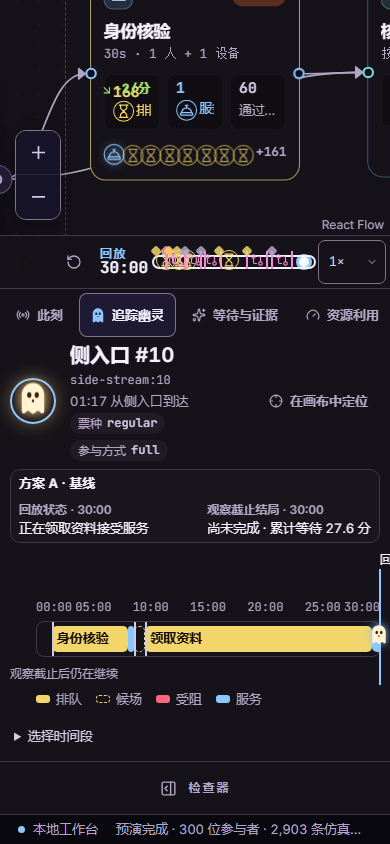 身份核验
30s · 1 人 + 1 设备
排
1
服
60
通过…
+161
+
−
React Flow
回放
30:00
1×
此刻
追踪幽灵
等待与证据
资源利用
侧入口 #10
side-stream:10
01:17 从侧入口到达
在画布中定位
票种 regular
参与方式 full
方案 A · 基线
回放状态 · 30:00
观察截止结局 · 30:00
正在领取资料接受服务
尚未完成 · 累计等待 27.6 分
00:00 05:00 10:00 15:00 20:00 25:00 30:00
身份核验 领取资料
观察截止后仍在继续
排队 候场 受阻 服务
选择时间段
检查器
本地工作台 预演完成 · 300 位参与者 · 2,903 条仿真…